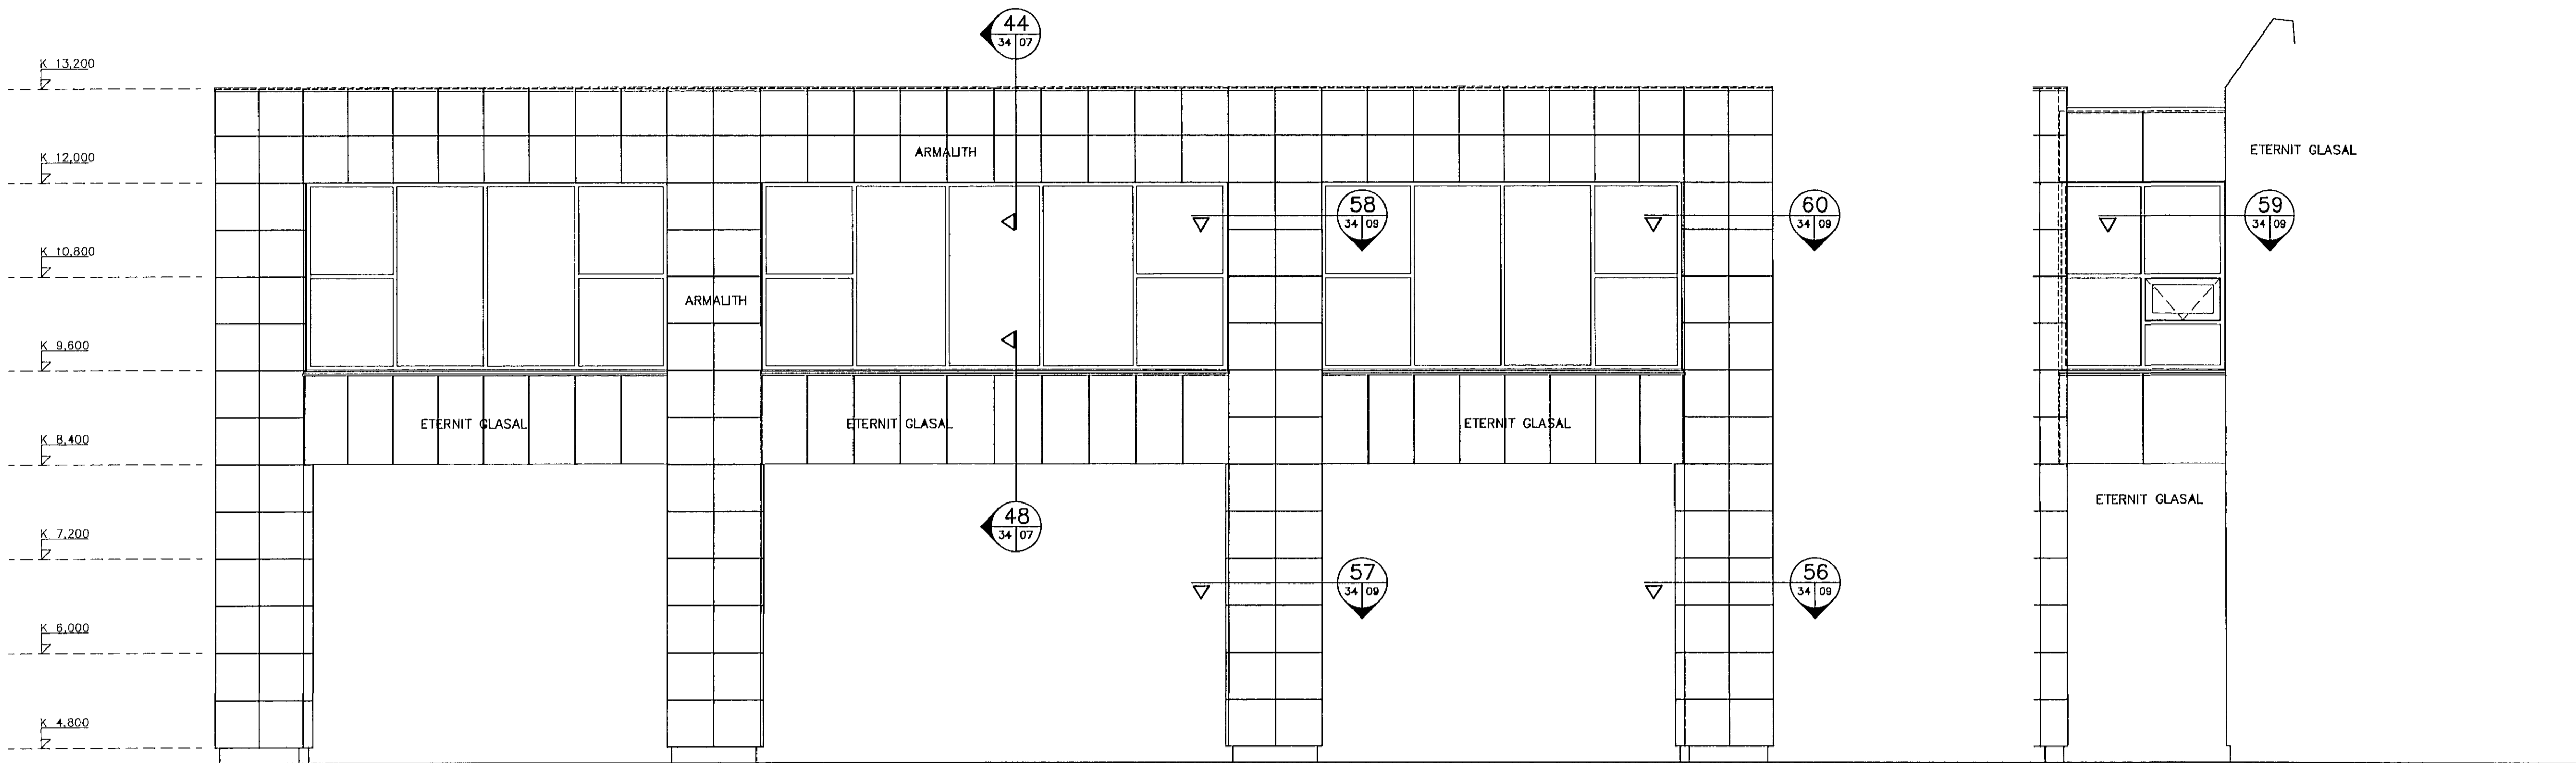 44
34 07
K 13,200
K 12,000
ARMALITH
ETERNIT GLASAL
58
34 09
60
34 09
59
34 09
K 10,800
ARMALITH
K 9,600
ETERNIT GLASAL
ETERNIT GLASAL
ETERNIT GLASAL
K 8,400
ETERNIT GLASAL
48
34 07
K 7,200
57
34 09
56
34 09
K 6,000
K 4,800